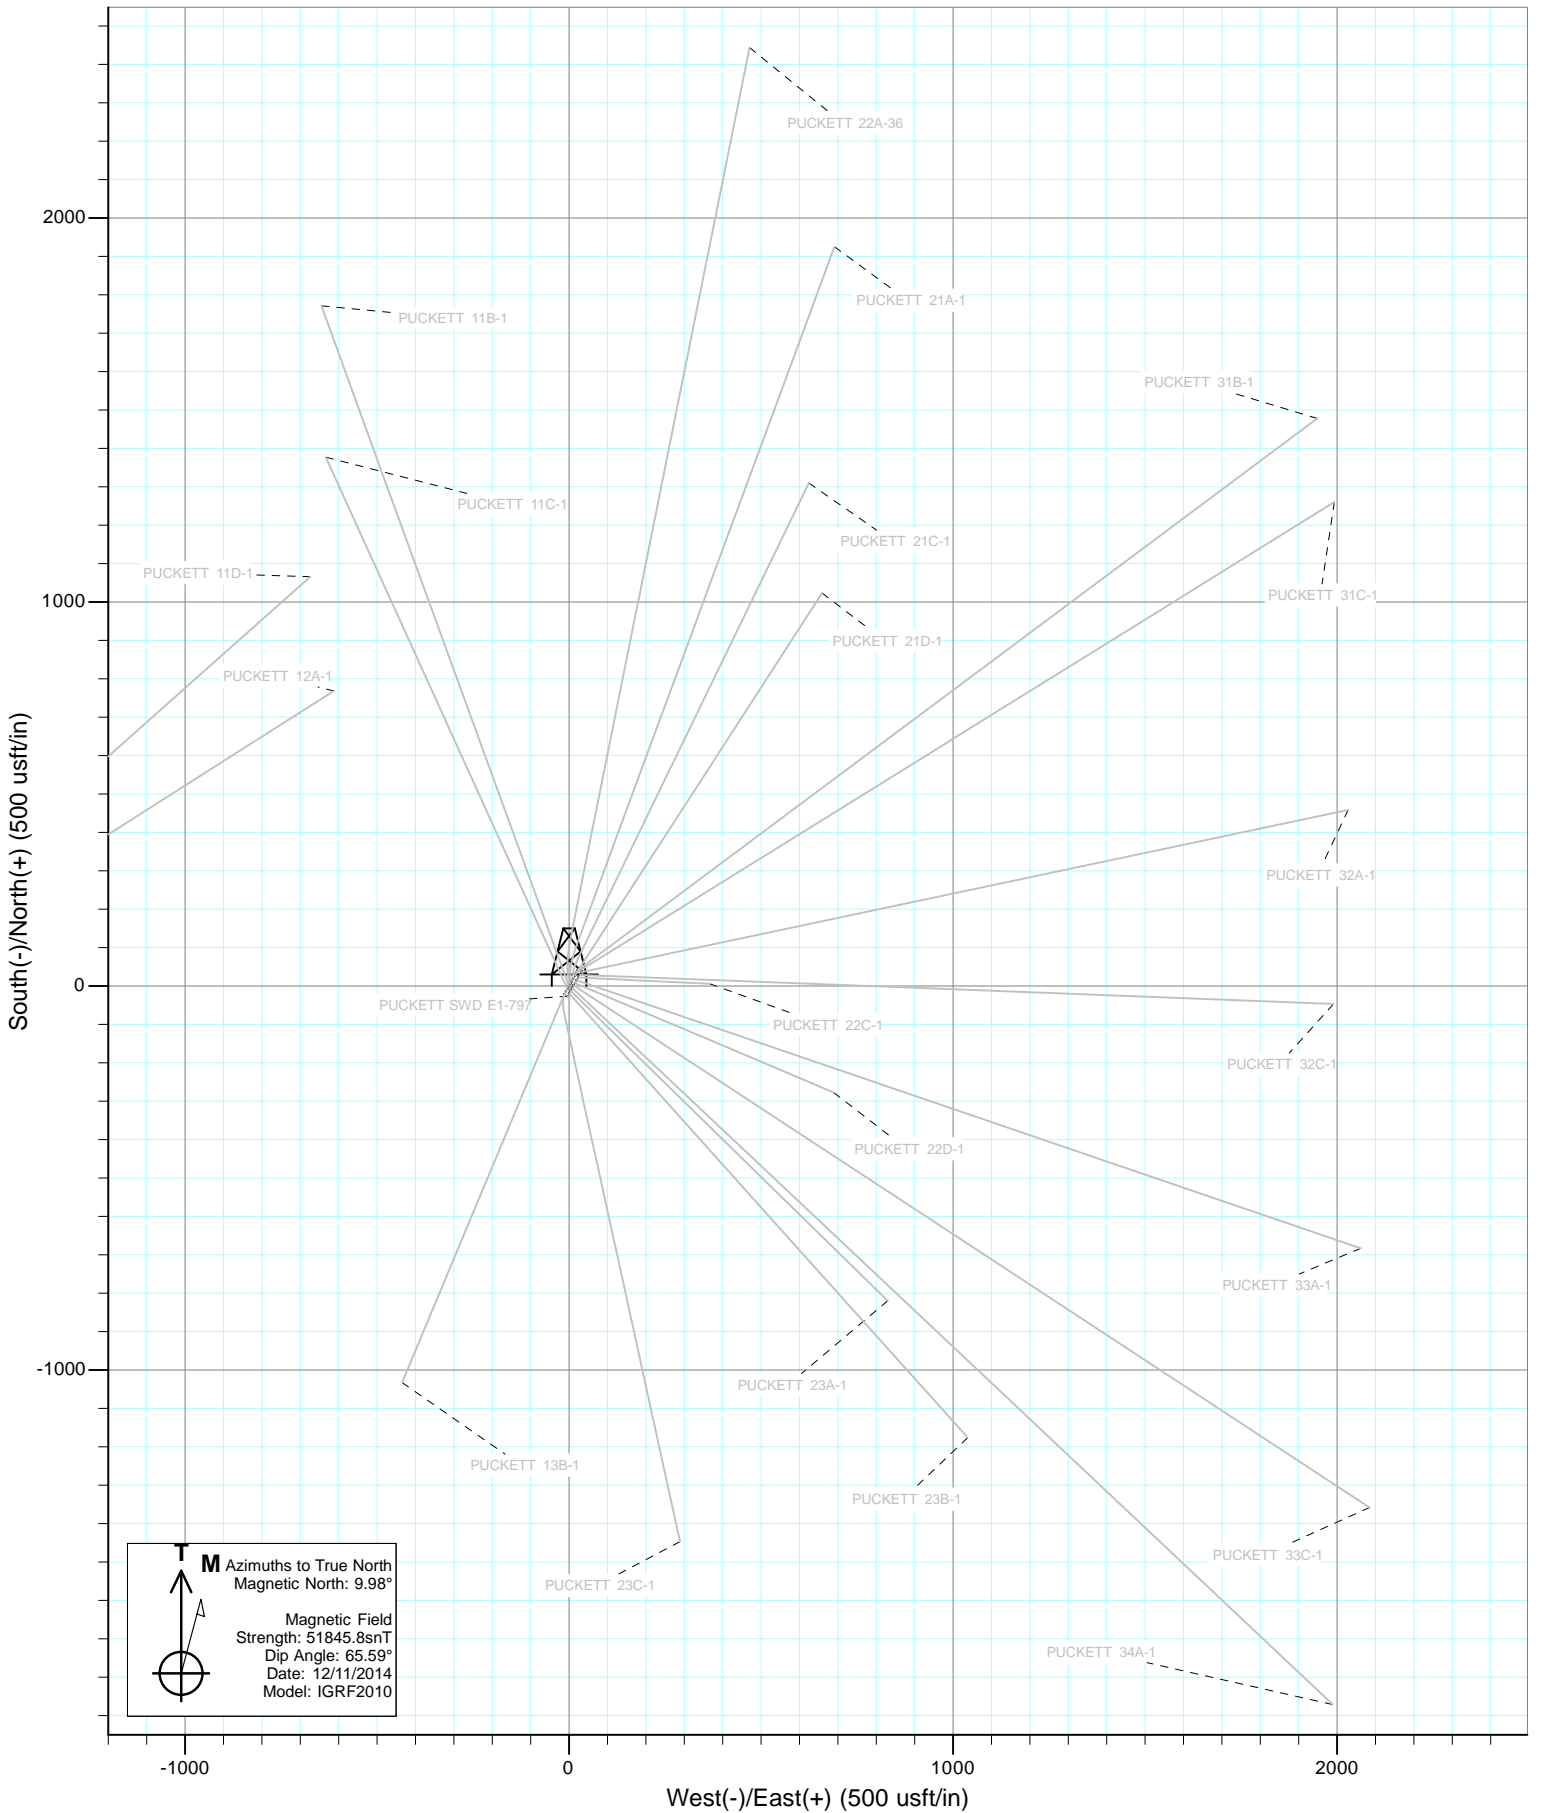 PUCKETT 22A-36
2000
PUCKETT 21A-1
PUCKETT 11B-1
PUCKETT 31B-1
PUCKETT 11C-1
PUCKETT 21C-1
PUCKETT 11D-1
PUCKETT 31C-1
1000
PUCKETT 21D-1
PUCKETT 12A-1
South(-)/North(+) (500 usft/in)
PUCKETT 32A-1
0
PUCKETT SWD E1-797
PUCKETT 22C-1
PUCKETT 32C-1
PUCKETT 22D-1
PUCKETT 33A-1
-1000
PUCKETT 23A-1
PUCKETT 13B-1
PUCKETT 23B-1
PUCKETT 33C-1
PUCKETT 23C-1
PUCKETT 34A-1
T
M Azimuths to True North
Magnetic North: 9.98°
Magnetic Field
Strength: 51845.8snT
Dip Angle: 65.59°
Date: 12/11/2014
Model: IGRF2010
-1000
0
1000
2000
West(-)/East(+) (500 usft/in)